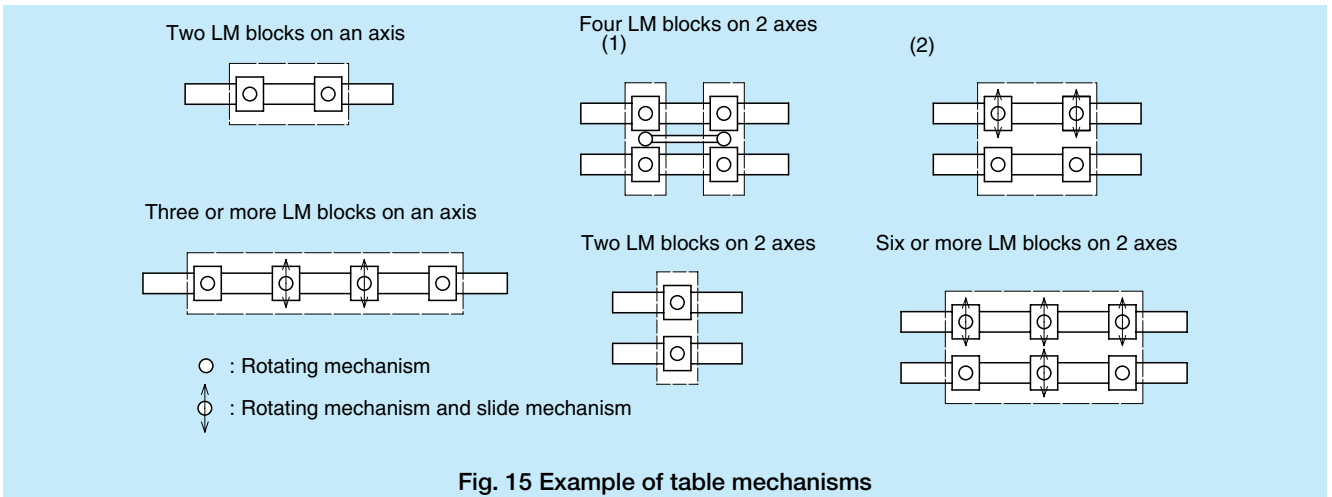 Two LM blocks on an axis
Four LM blocks on 2 axes
(1)
(2)
Three or more LM blocks on an axis
Two LM blocks on 2 axes
Six or more LM blocks on 2 axes
: Rotating mechanism
: Rotating mechanism and slide mechanism
Fig. 15 Example of table mechanisms